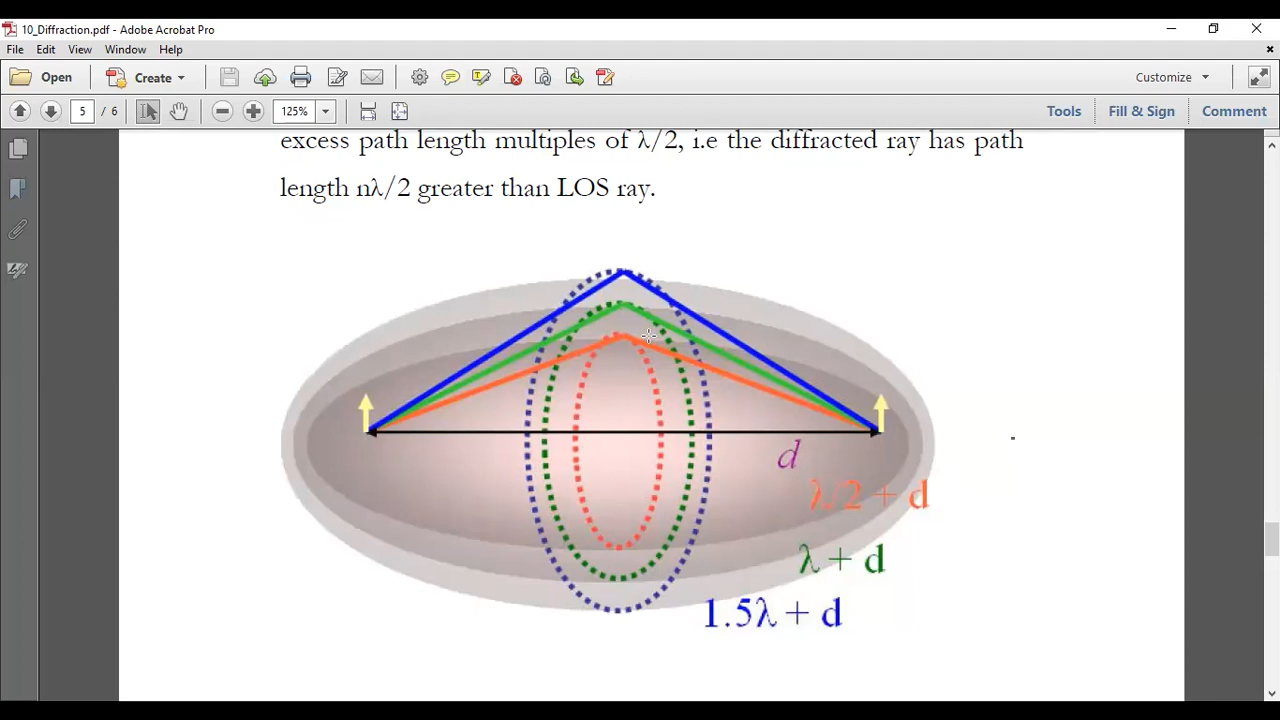 10_Diffraction.pdf - Adobe Acrobat Pro
File Edit View Window Help
Open Create Customize
5 / 6 125% Tools Fill & Sign Comment
excess path length multiples of λ/2, i.e the diffracted ray has path
length nλ/2 greater than LOS ray.
d
λ/2 + d
λ + d
1.5λ + d